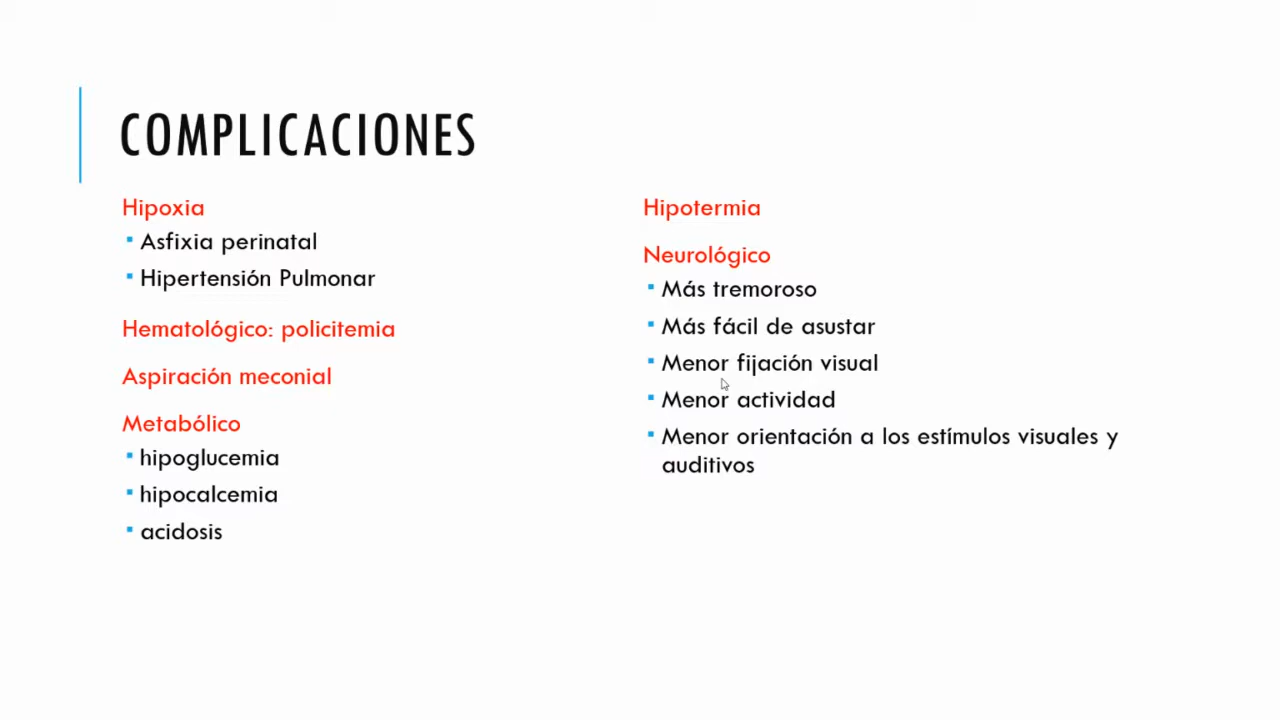 COMPLICACIONES
Hipoxia
Asfixia perinatal
Hipertensión Pulmonar
Hematológico: policitemia
Aspiración meconial
Metabólico
hipoglucemia
hipocalcemia
acidosis
Hipotermia
Neurológico
Más tremoroso
Más fácil de asustar
Menor fijación visual
Menor actividad
Menor orientación a los estímulos visuales y
auditivos